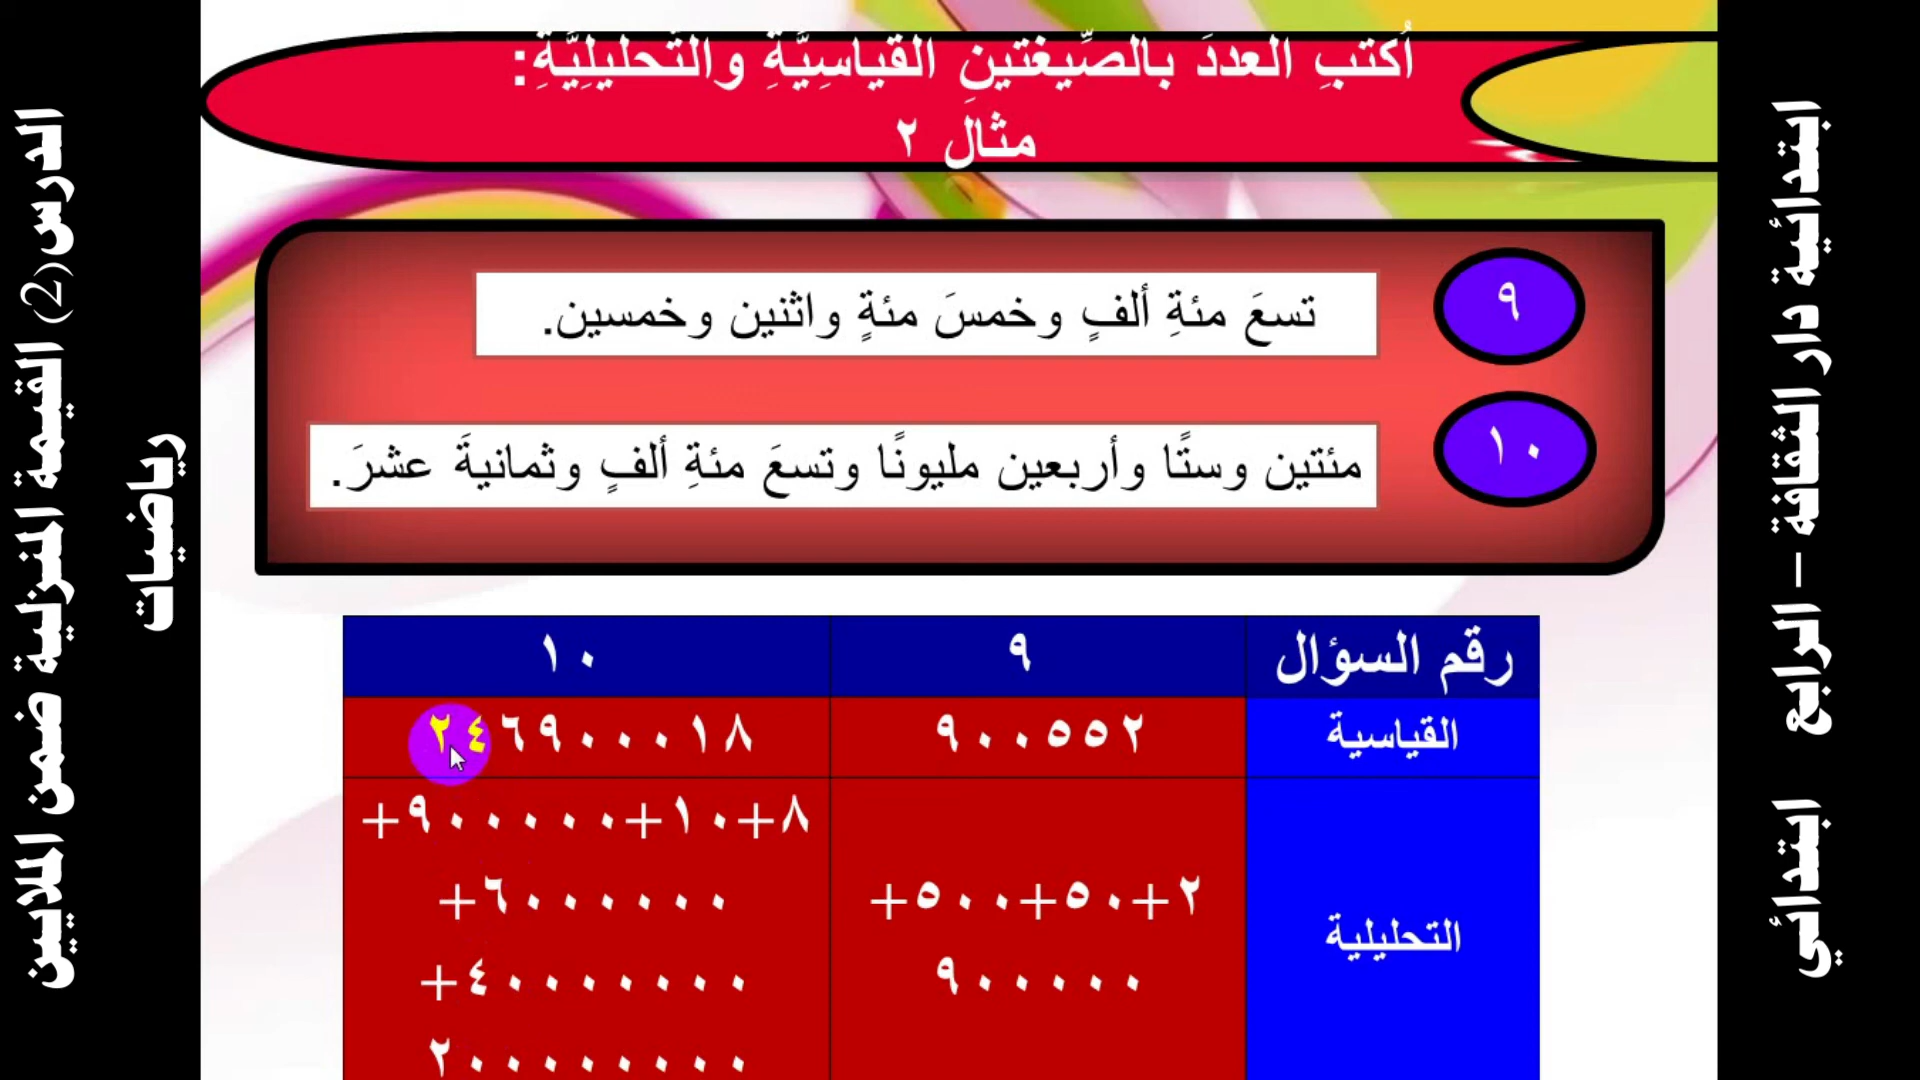 أُكتبِ العددَ بالصِّيغتينِ القياسِيَّةِ والتَحليلِيَّةِ:
مثال ٢
٩
تسعَ مئةِ ألفٍ وخمسَ مئةٍ واثنين وخمسين.
١٠
مئتين وستًّا وأربعين مليونًا وتسعَ مئةِ ألفٍ وثمانيةَ عشرَ.
رقم السؤال
٩
١٠
القياسية
٩٠٠٥٥٢
٢٤٦٩٠٠٠١٨
التحليلية
٢+٥٠+٥٠٠+
٩٠٠٠٠٠
٨+١٠+٩٠٠٠٠٠+
٦٠٠٠٠٠٠+
٤٠٠٠٠٠٠٠+
٢٠٠٠٠٠٠٠٠
ابتدائية دار الثقافة – الرابع ابتدائي
الدرس(2) القيمة المنزلية ضمن الملايين
رياضيات